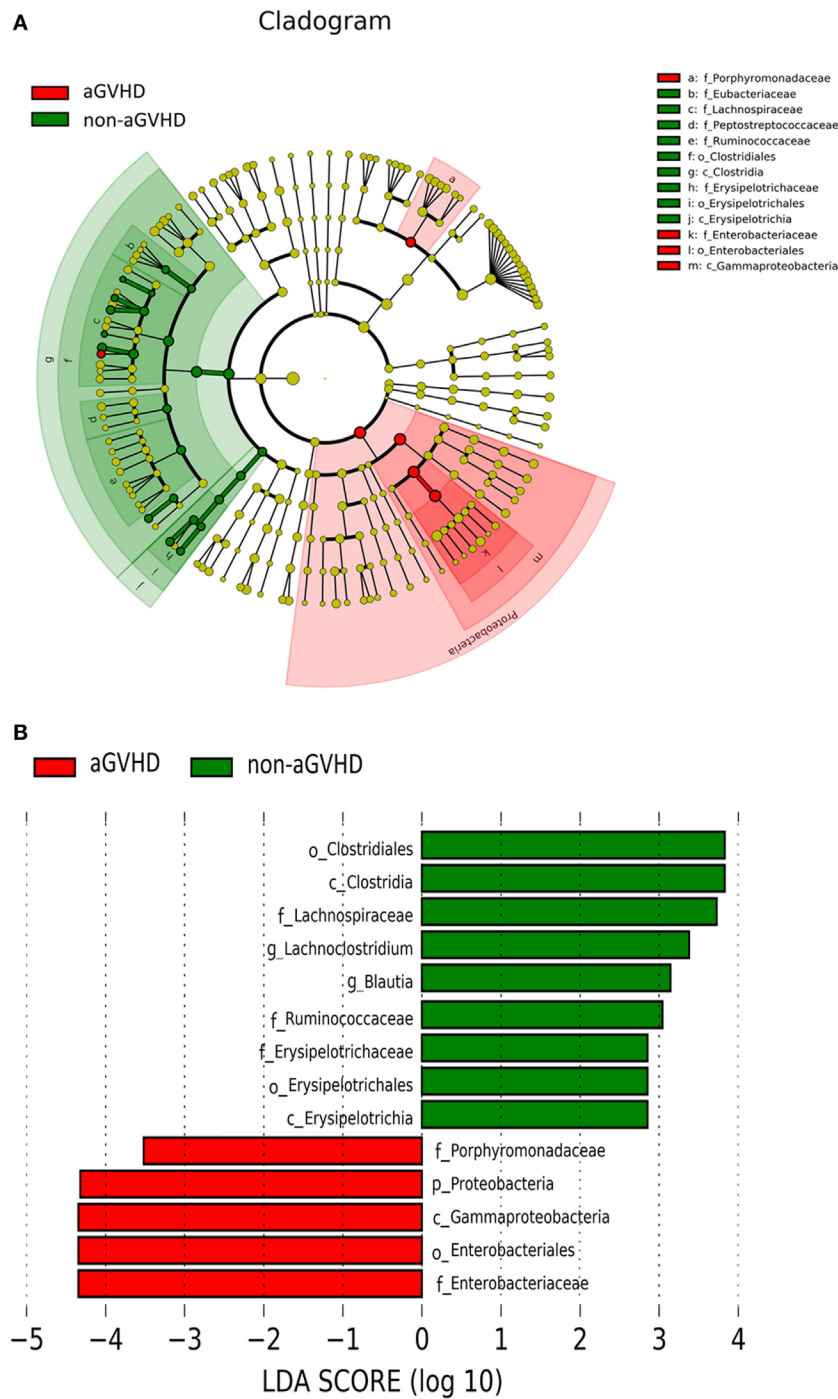 A
Cladogram
aGVHD
non-aGVHD
a: f_Porphyromonadaceae
b: f_Eubacteriaceae
c: f_Lachnospiraceae
d: f_Peptostreptococcaceae
e: f_Ruminococcaceae
f: o_Clostridiales
g: c_Clostridia
h: f_Erysipelotrichaceae
i: o_Erysipelotrichales
j: c_Erysipelotrichia
k: f_Enterobacteriaceae
l: o_Enterobacteriales
m: c_Gammaproteobacteria
a
b
c
d
e
f
g
h
i
j
k
l
m
Proteobacteria
B
aGVHD non-aGVHD
o_Clostridiales
c_Clostridia
f_Lachnospiraceae
g_Lachnoclostridium
g_Blautia
f_Ruminococcaceae
f_Erysipelotrichaceae
o_Erysipelotrichales
c_Erysipelotrichia
f_Porphyromonadaceae
p_Proteobacteria
c_Gammaproteobacteria
o_Enterobacteriales
f_Enterobacteriaceae
−5 −4 −3 −2 −1 0 1 2 3 4
LDA SCORE (log 10)